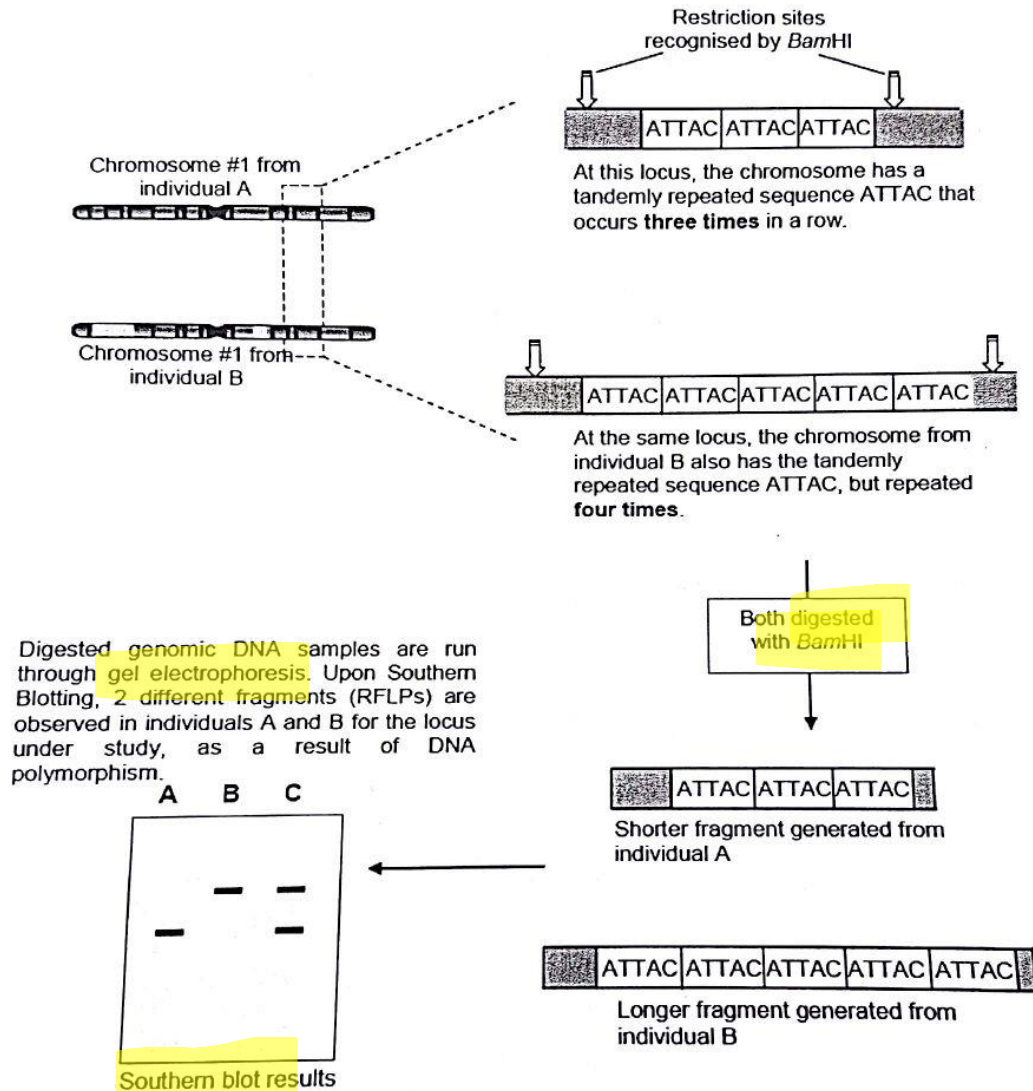 Restriction sites
recognised by BamHI
ATTAC ATTAC ATTAC
Chromosome #1 from
individual A
At this locus, the chromosome has a
tandemly repeated sequence ATTAC that
occurs three times in a row.
Chromosome #1 from
individual B
ATTAC ATTAC ATTAC ATTAC ATTAC
At the same locus, the chromosome from
individual B also has the tandemly
repeated sequence ATTAC, but repeated
four times.
Both digested
with BamHI
Digested genomic DNA samples are run
through gel electrophoresis. Upon Southern
Blotting, 2 different fragments (RFLPs) are
observed in individuals A and B for the locus
under study, as a result of DNA
polymorphism.
A B C
ATTAC ATTAC ATTAC
Shorter fragment generated from
individual A
ATTAC ATTAC ATTAC ATTAC ATTAC
Longer fragment generated from
individual B
Southern blot results